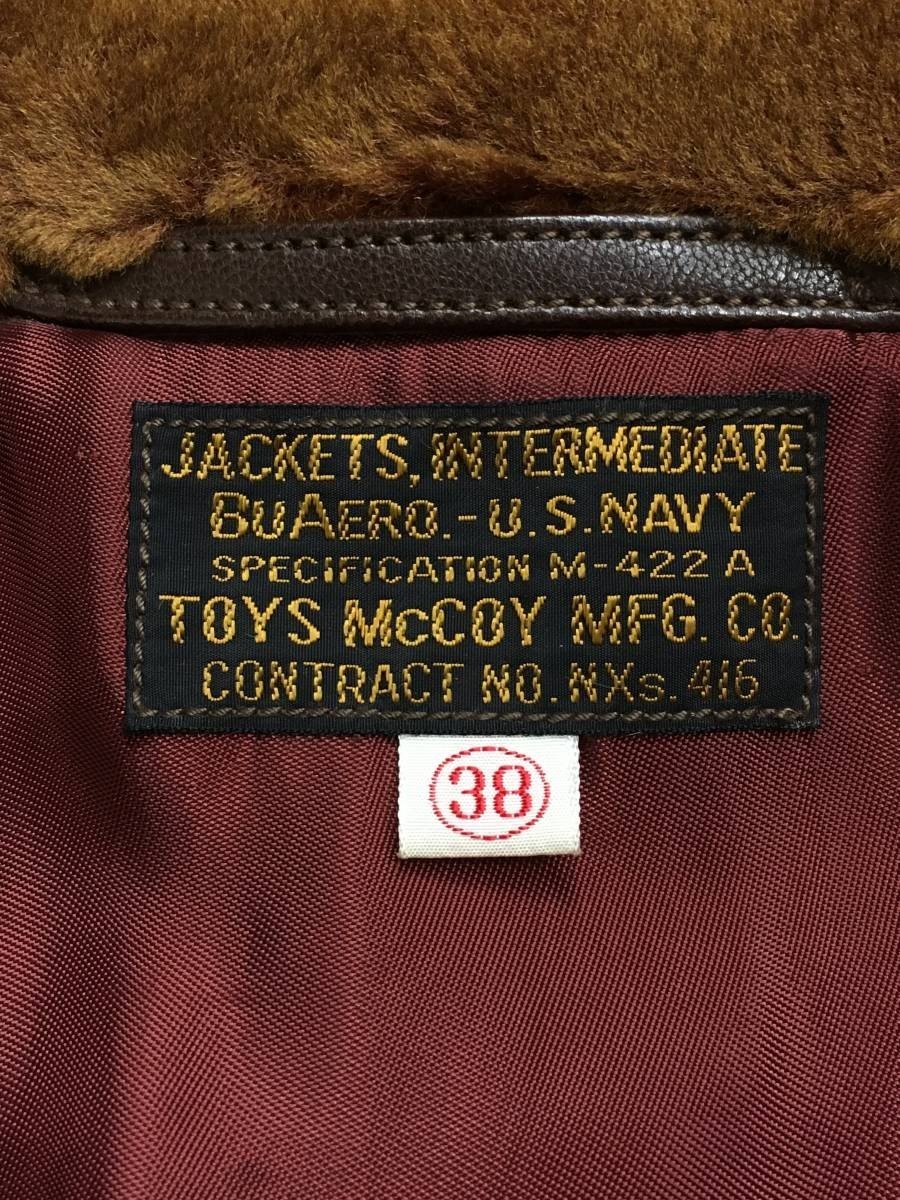 JACKETS, INTERMEDIATE
BUAERO.-U.S.NAVY
SPECIFICATION M-422 A
TOYS McCOY MFG. CO.
CONTRACT NO. NXs. 416
38